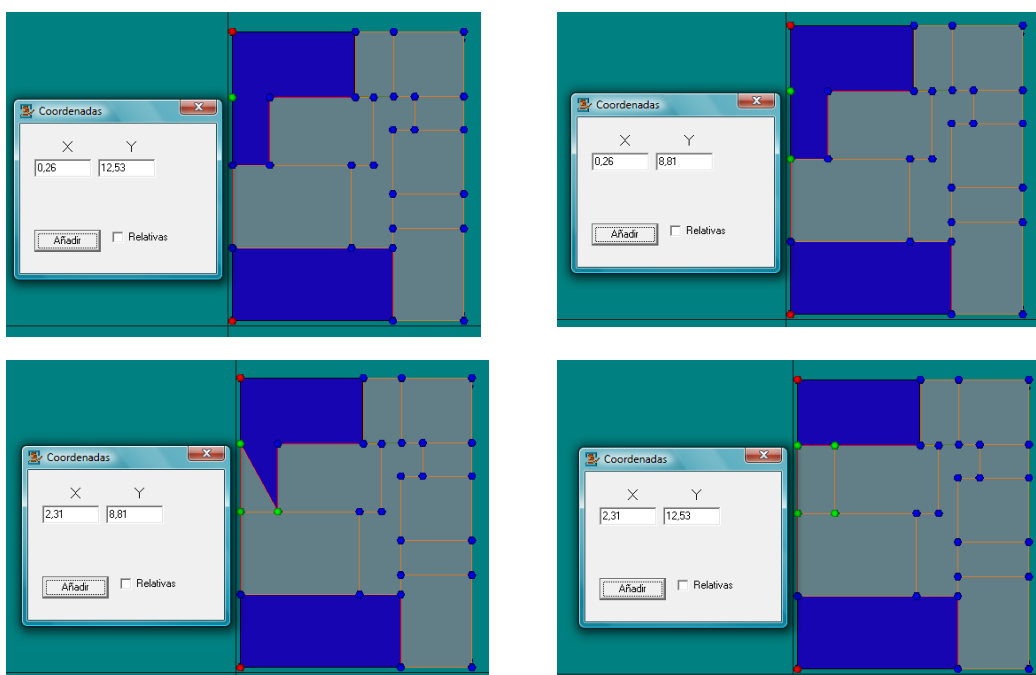 Coordenadas
X Y
0,26 12,53
Añadir Relativas
Coordenadas
X Y
0,26 8,81
Añadir Relativas
Coordenadas
X Y
2,31 8,81
Añadir Relativas
Coordenadas
X Y
2,31 12,53
Añadir Relativas